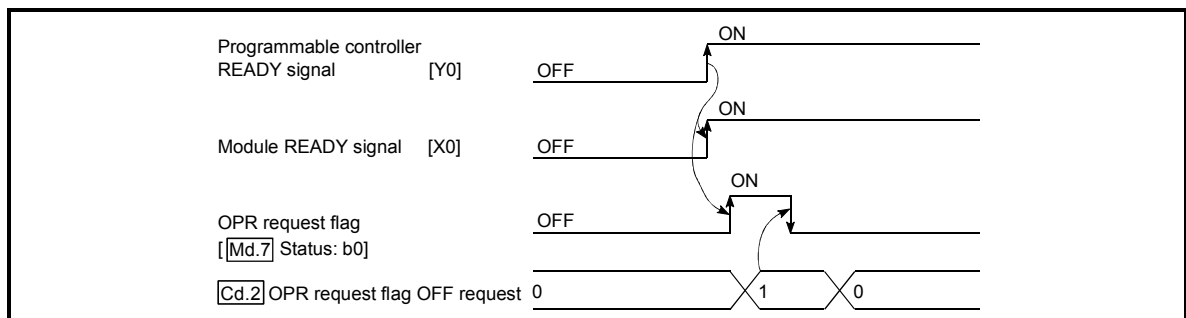 ON
Programmable controller
READY signal [Y0] OFF
ON
Module READY signal [X0] OFF
ON
OPR request flag OFF
[ Md.7 Status: b0]
Cd.2 OPR request flag OFF request 0 1 0